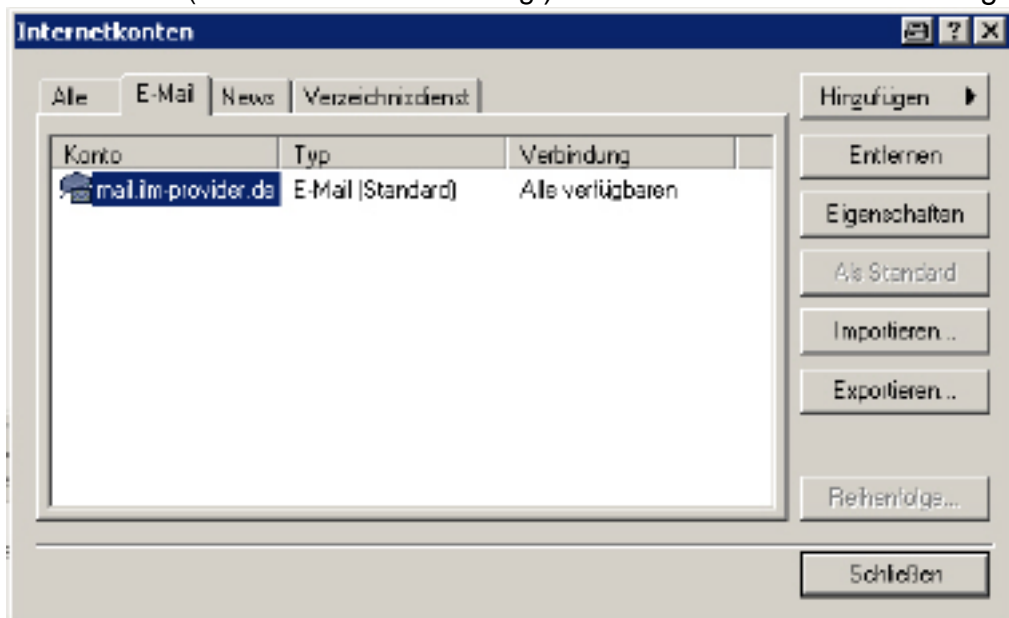 Internetkonten
Alle E-Mail News Verzeichnisdienst
Hinzufügen
Konto Typ Verbindung
Entfernen
mail.im-provider.de E-Mail (Standard) Alle verfügbaren
Eigenschaften
Als Standard
Importieren...
Exportieren...
Reihenfolge...
Schließen